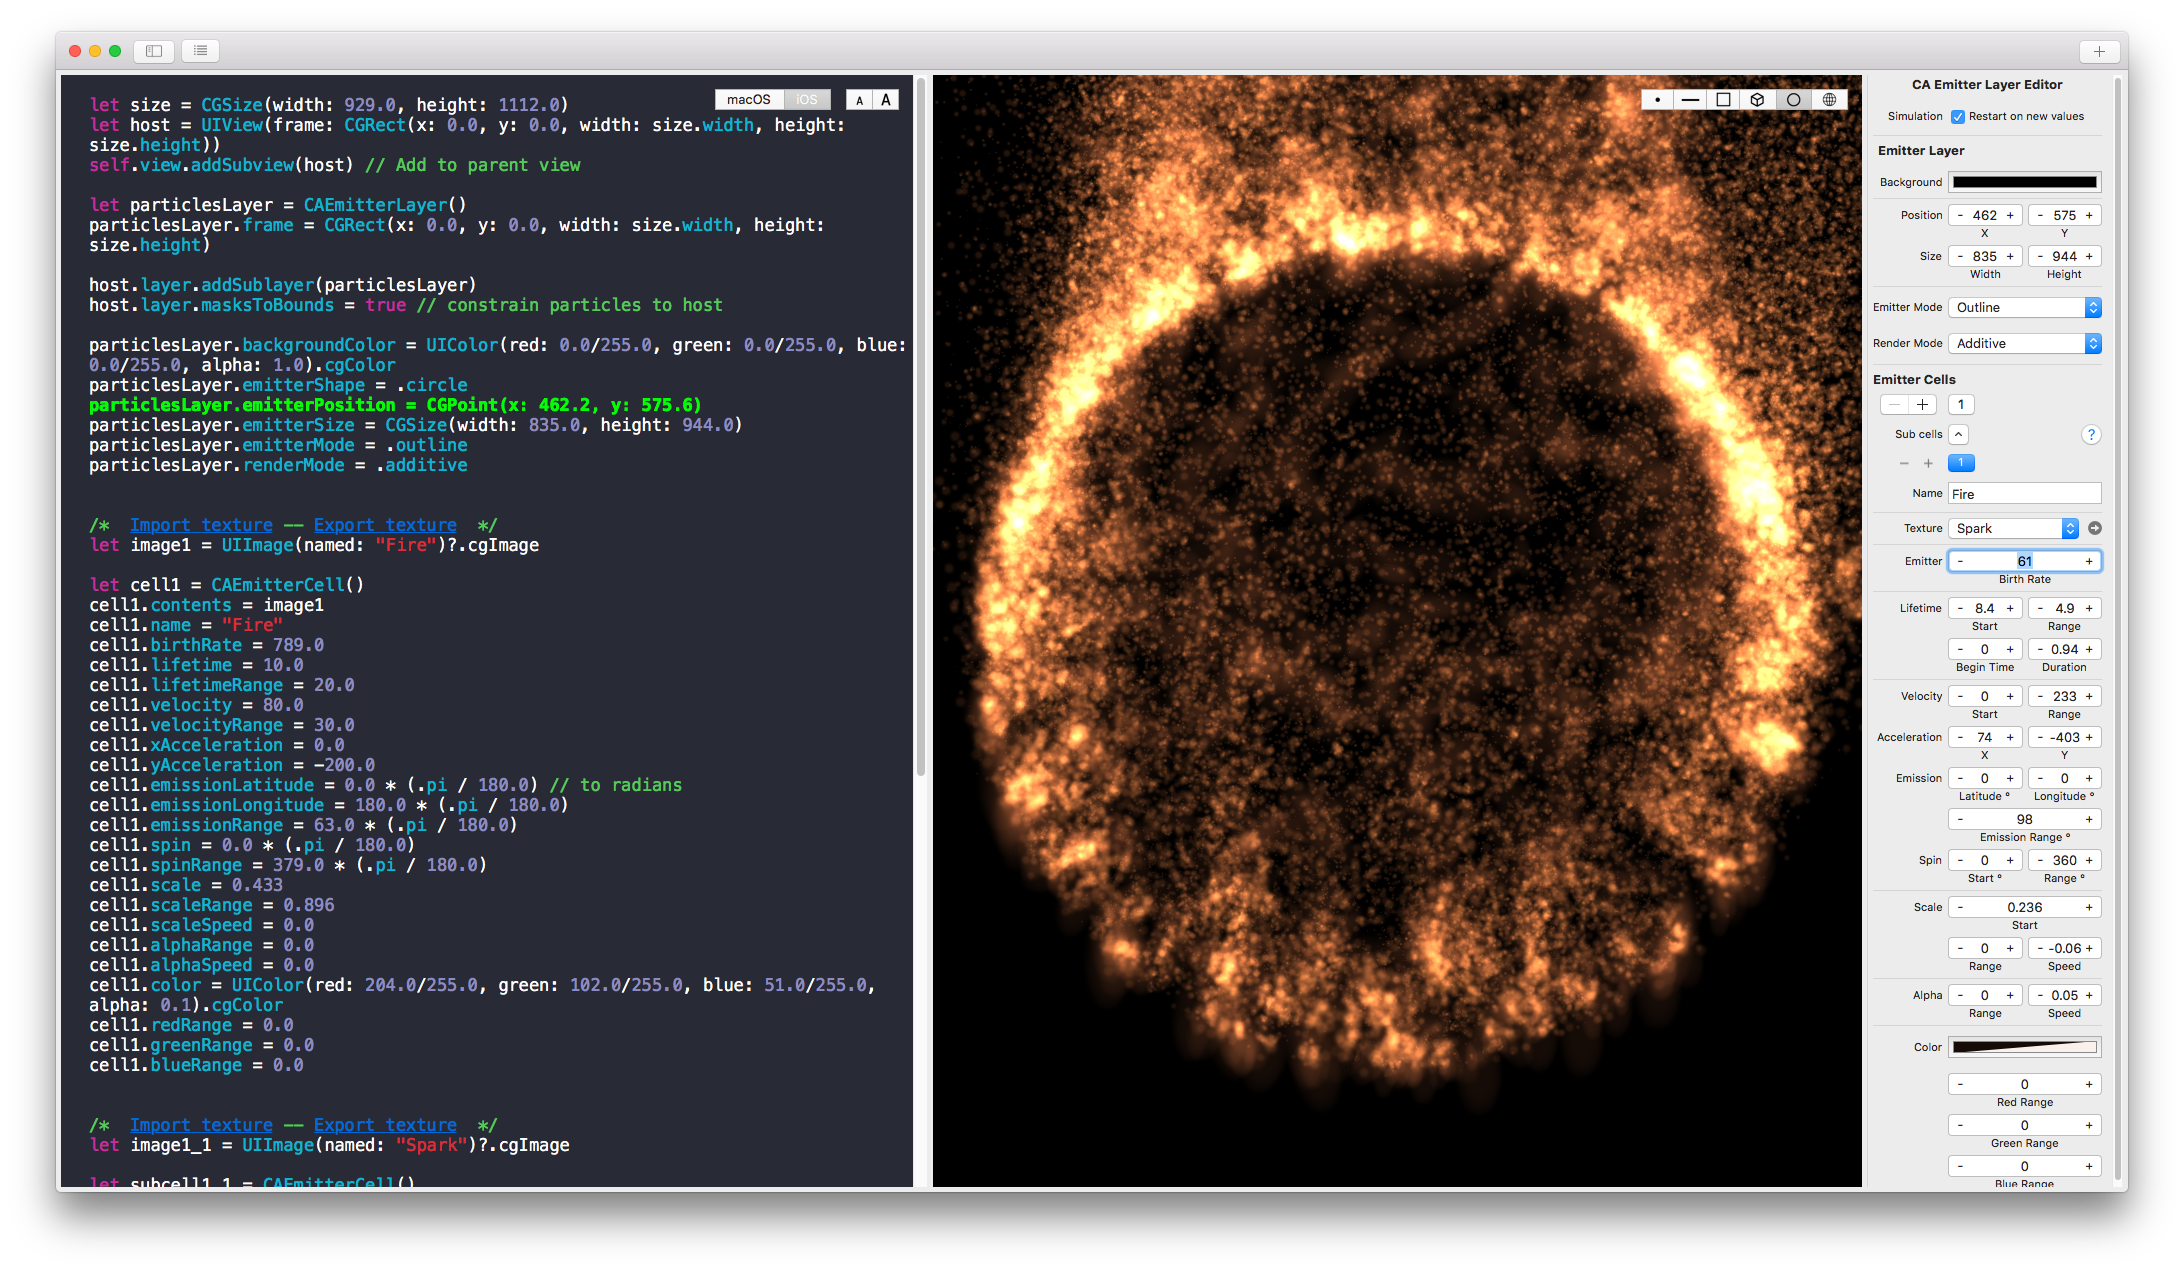 let size = CGSize(width: 929.0, height: 1112.0)
let host = UIView(frame: CGRect(x: 0.0, y: 0.0, width: size.width, height:
size.height))
self.view.addSubview(host) // Add to parent view
let particlesLayer = CAEmitterLayer()
particlesLayer.frame = CGRect(x: 0.0, y: 0.0, width: size.width, height:
size.height)
host.layer.addSublayer(particlesLayer)
host.layer.masksToBounds = true // constrain particles to host
particlesLayer.backgroundColor = UIColor(red: 0.0/255.0, green: 0.0/255.0, blue:
0.0/255.0, alpha: 1.0).cgColor
particlesLayer.emitterShape = .circle
particlesLayer.emitterPosition = CGPoint(x: 462.2, y: 575.6)
particlesLayer.emitterSize = CGSize(width: 835.0, height: 944.0)
particlesLayer.emitterMode = .outline
particlesLayer.renderMode = .additive
/*  Import texture -- Export texture  */
let image1 = UIImage(named: "Fire")?.cgImage
let cell1 = CAEmitterCell()
cell1.contents = image1
cell1.name = "Fire"
cell1.birthRate = 789.0
cell1.lifetime = 10.0
cell1.lifetimeRange = 20.0
cell1.velocity = 80.0
cell1.velocityRange = 30.0
cell1.xAcceleration = 0.0
cell1.yAcceleration = -200.0
cell1.emissionLatitude = 0.0 * (.pi / 180.0) // to radians
cell1.emissionLongitude = 180.0 * (.pi / 180.0)
cell1.emissionRange = 63.0 * (.pi / 180.0)
cell1.spin = 0.0 * (.pi / 180.0)
cell1.spinRange = 379.0 * (.pi / 180.0)
cell1.scale = 0.433
cell1.scaleRange = 0.896
cell1.scaleSpeed = 0.0
cell1.alphaRange = 0.0
cell1.alphaSpeed = 0.0
cell1.color = UIColor(red: 204.0/255.0, green: 102.0/255.0, blue: 51.0/255.0,
alpha: 0.1).cgColor
cell1.redRange = 0.0
cell1.greenRange = 0.0
cell1.blueRange = 0.0
/*  Import texture -- Export texture  */
let image1_1 = UIImage(named: "Spark")?.cgImage
let subcell1_1 = CAEmitterCell()
macOS iOS A A
CA Emitter Layer Editor
Simulation Restart on new values
Emitter Layer
Background
Position - 462 + - 575 +
X Y
Size - 835 + - 944 +
Width Height
Emitter Mode Outline
Render Mode Additive
Emitter Cells
− + 1
Sub cells ?
− + 1
Name Fire
Texture Spark
Emitter - 61 +
Birth Rate
Lifetime - 8.4 + - 4.9 +
Start Range
- 0 + - 0.94 +
Begin Time Duration
Velocity - 0 + - 233 +
Start Range
Acceleration - 74 + - -403 +
X Y
Emission - 0 + - 0 +
Latitude º Longitude º
- 98 +
Emission Range º
Spin - 0 + - 360 +
Start º Range º
Scale - 0.236 +
Start
- 0 + - -0.06 +
Range Speed
Alpha - 0 + - 0.05 +
Range Speed
Color
- 0 +
Red Range
- 0 +
Green Range
- 0 +
Blue Range